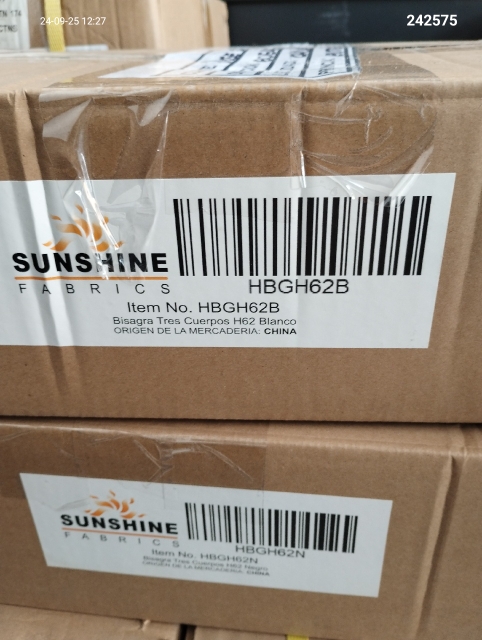 24-09-25 12:27
242575
SUNSHINE
FABRICS
HBGH62B
Item No. HBGH62B
Bisagra Tres Cuerpos H62 Blanco
ORIGEN DE LA MERCADERIA: CHINA
SUNSHINE
FABRICS
HBGH62N
Item No. HBGH62N
Bisagra Tres Cuerpos H62 Negro
ORIGEN DE LA MERCADERIA: CHINA